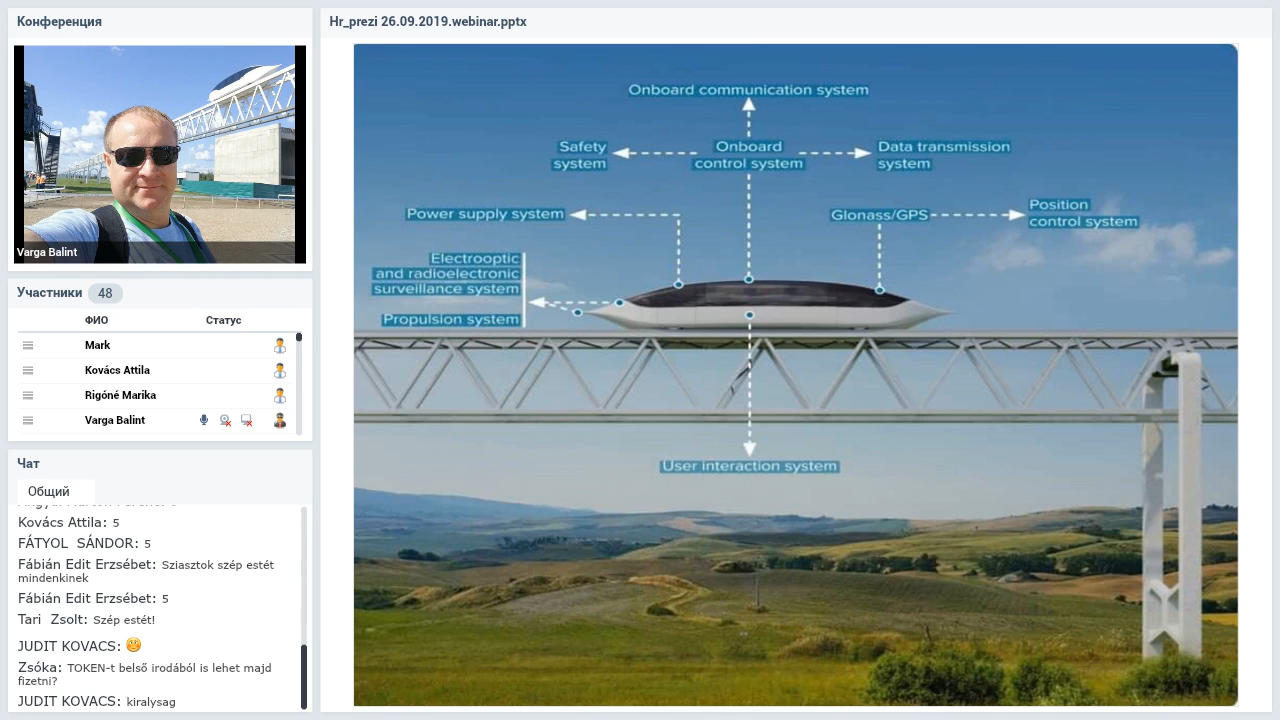 Конференция
Varga Balint
Участники 48
ФИО Статус
Mark
Kovács Attila
Rigóné Marika
Varga Balint
Чат
Общий
Kovács Attila: 5
FÁTYOL SÁNDOR: 5
Fábián Edit Erzsébet: Sziasztok szép estét
mindenkinek
Fábián Edit Erzsébet: 5
Tari Zsolt: Szép estét!
JUDIT KOVACS:
Zsóka: TOKEN-t belső irodából is lehet majd
fizetni?
JUDIT KOVACS: kiralysag
Hr_prezi 26.09.2019.webinar.pptx
Onboard communication system
Safety
system
Onboard
control system
Data transmission
system
Power supply system
Glonass/GPS
Position
control system
Electrooptic
and radioelectronic
surveillance system
Propulsion system
User interaction system